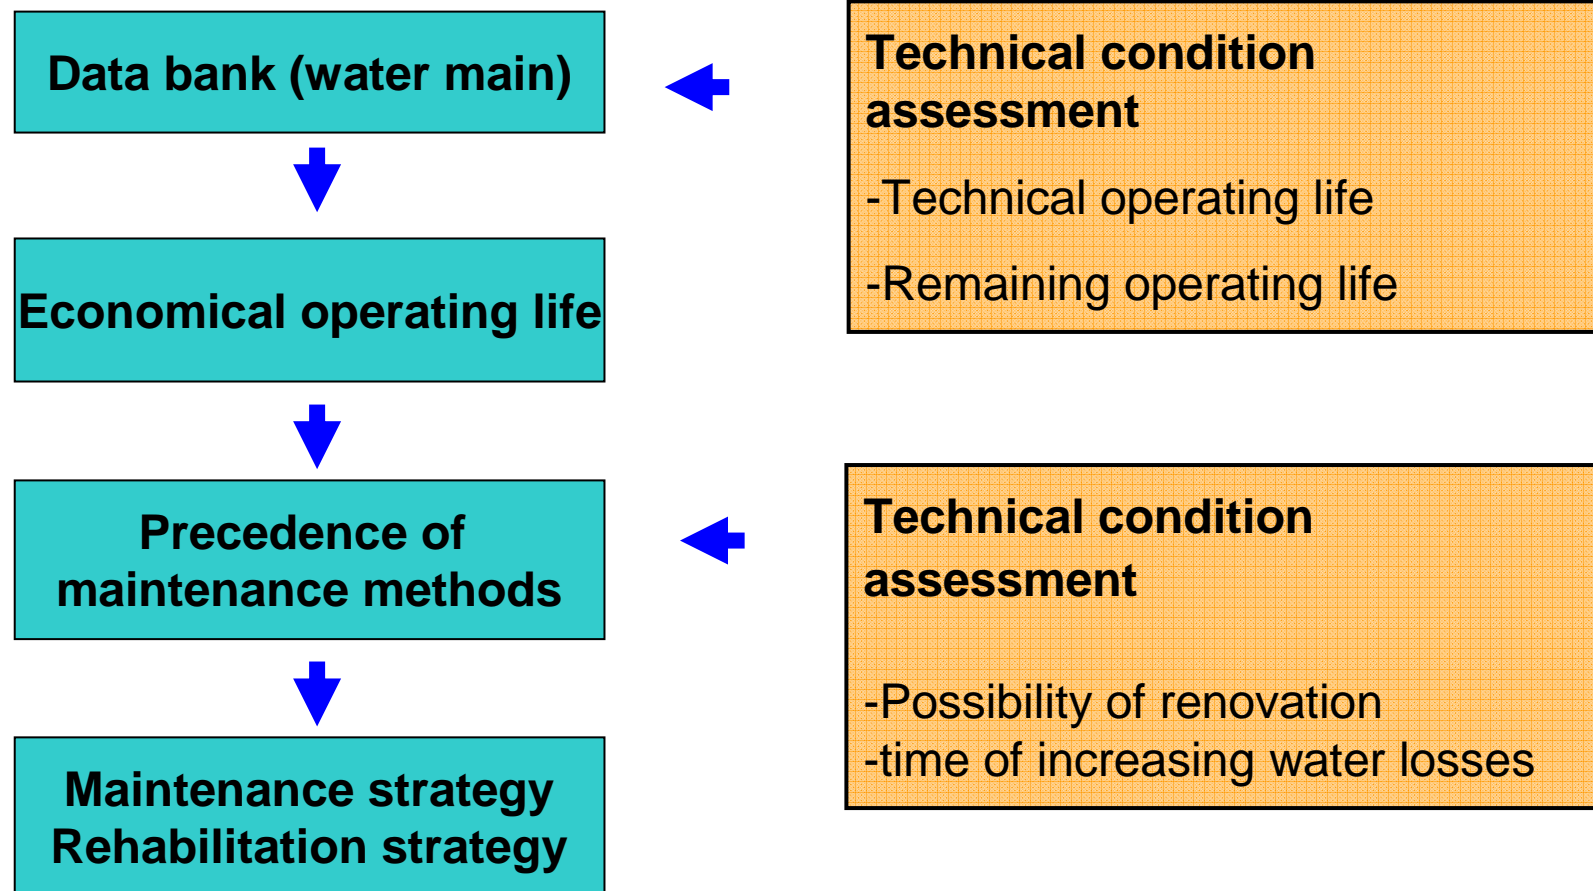 Data bank (water main)
Economical operating life
Precedence of
maintenance methods
Maintenance strategy
Rehabilitation strategy
Technical condition
assessment
-Technical operating life
-Remaining operating life
Technical condition
assessment
-Possibility of renovation
-time of increasing water losses